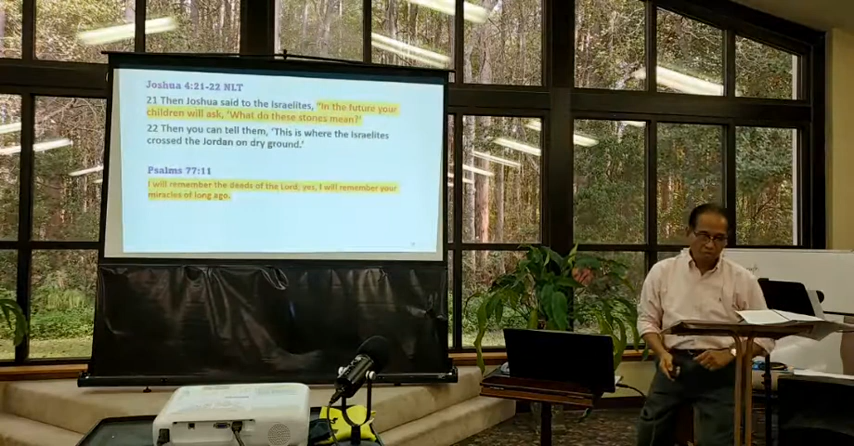 Joshua 4:21-22 NLT
21 Then Joshua said to the Israelites, "In the future your
children will ask, 'What do these stones mean?'
22 Then you can tell them, 'This is where the Israelites
crossed the Jordan on dry ground.'
Psalms 77:11
I will remember the deeds of the Lord; yes, I will remember your
miracles of long ago.